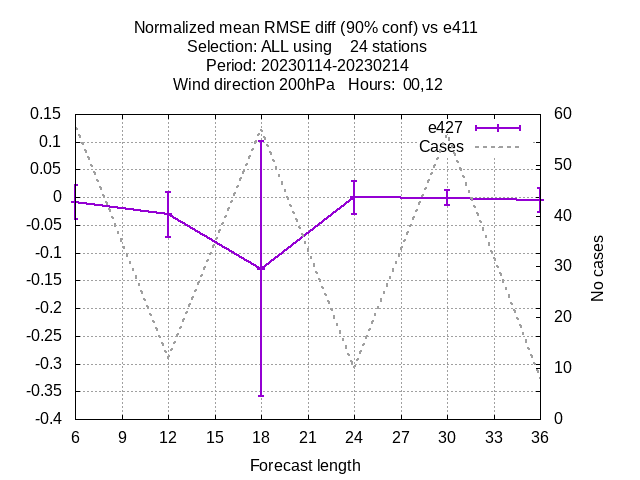 Normalized mean RMSE diff (90% conf) vs e411
Selection: ALL using    24 stations
Period: 20230114-20230214
Wind direction 200hPa   Hours:  00,12
0.15
0.1
0.05
0
-0.05
-0.1
-0.15
-0.2
-0.25
-0.3
-0.35
-0.4
e427
Cases
60
50
40
30
20
10
0
No cases
6 9 12 15 18 21 24 27 30 33 36
Forecast length